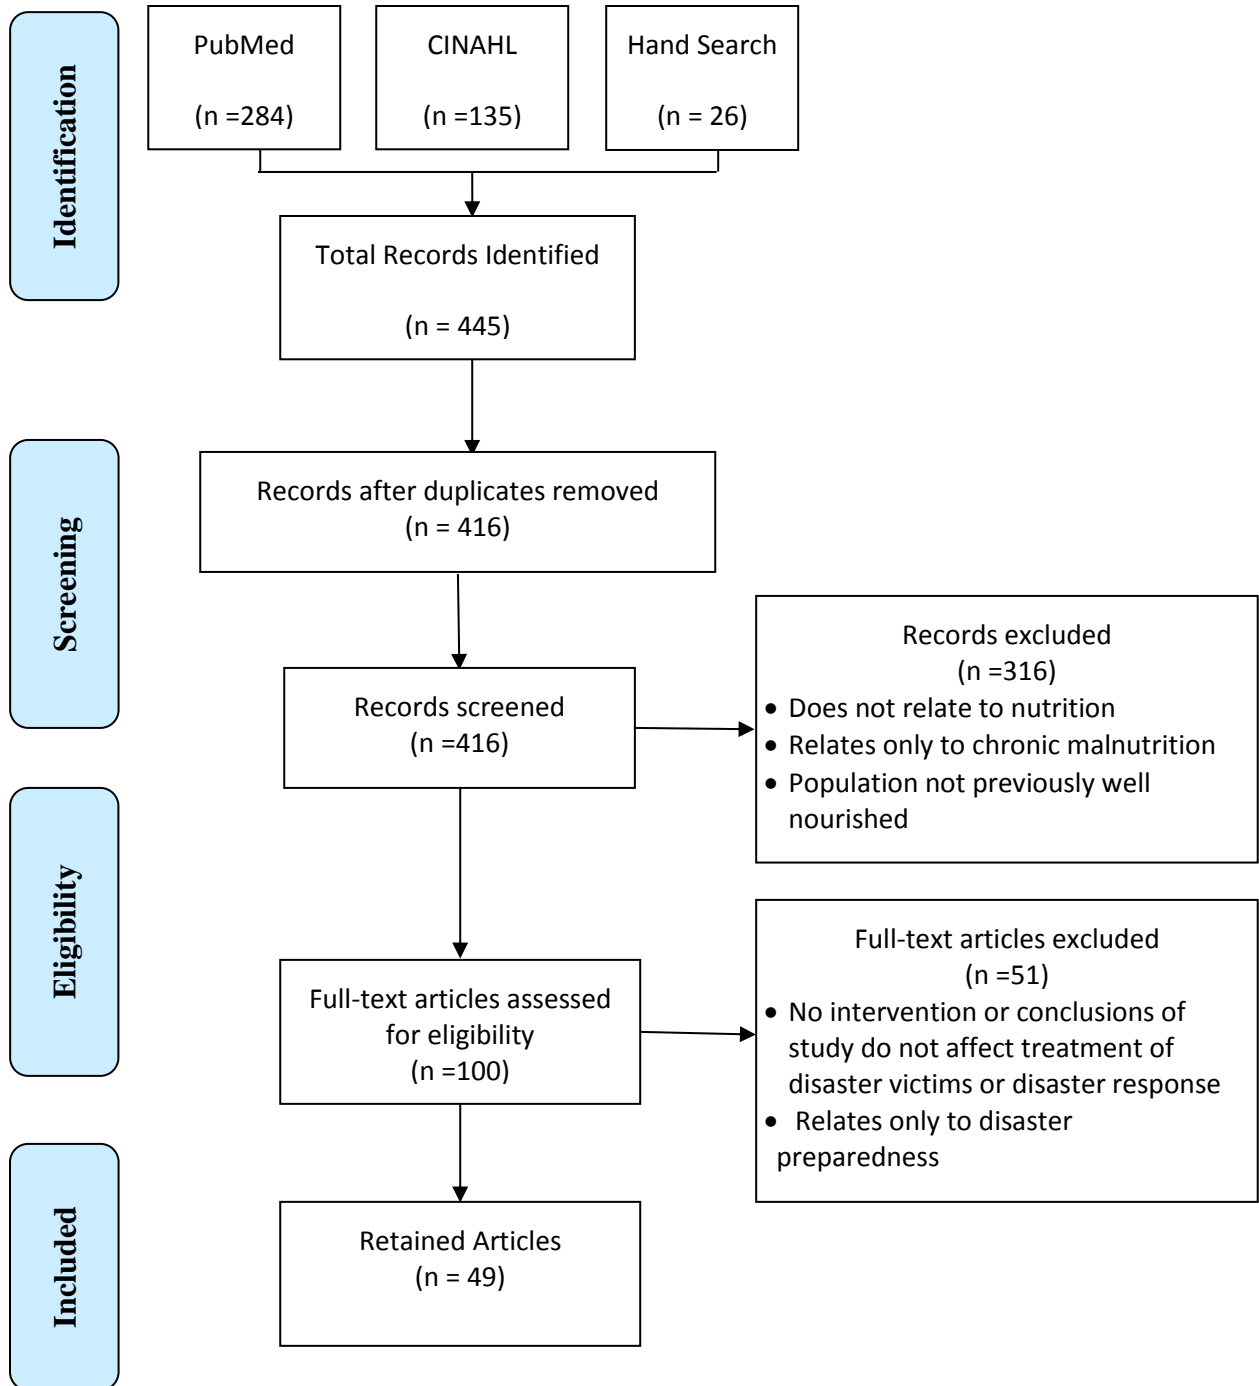 Identification
PubMed
(n =284)
CINAHL
(n =135)
Hand Search
(n = 26)
Total Records Identified
(n = 445)
Screening
Records after duplicates removed
(n = 416)
Records screened
(n =416)
Records excluded
(n =316)
• Does not relate to nutrition
• Relates only to chronic malnutrition
• Population not previously well
nourished
Eligibility
Full-text articles assessed
for eligibility
(n =100)
Full-text articles excluded
(n =51)
• No intervention or conclusions of
study do not affect treatment of
disaster victims or disaster response
• Relates only to disaster
preparedness
Included
Retained Articles
(n = 49)